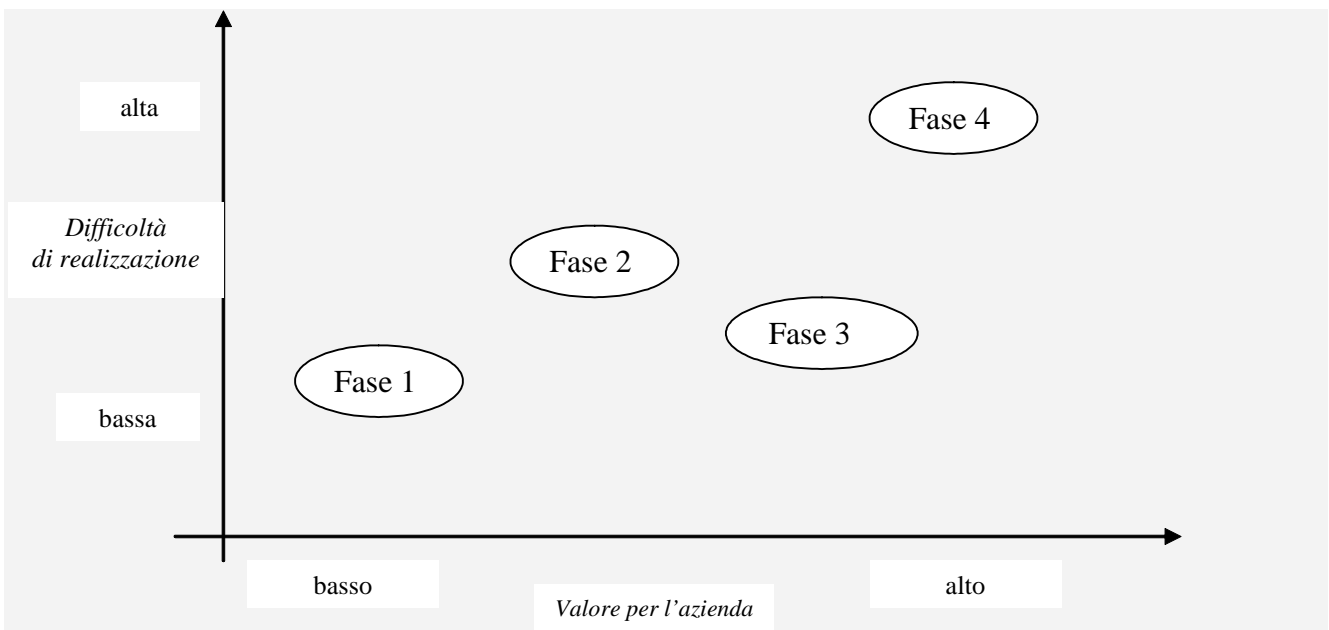 alta
Fase 4
Difficoltà
di realizzazione
Fase 2
Fase 3
Fase 1
bassa
basso
alto
Valore per l'azienda